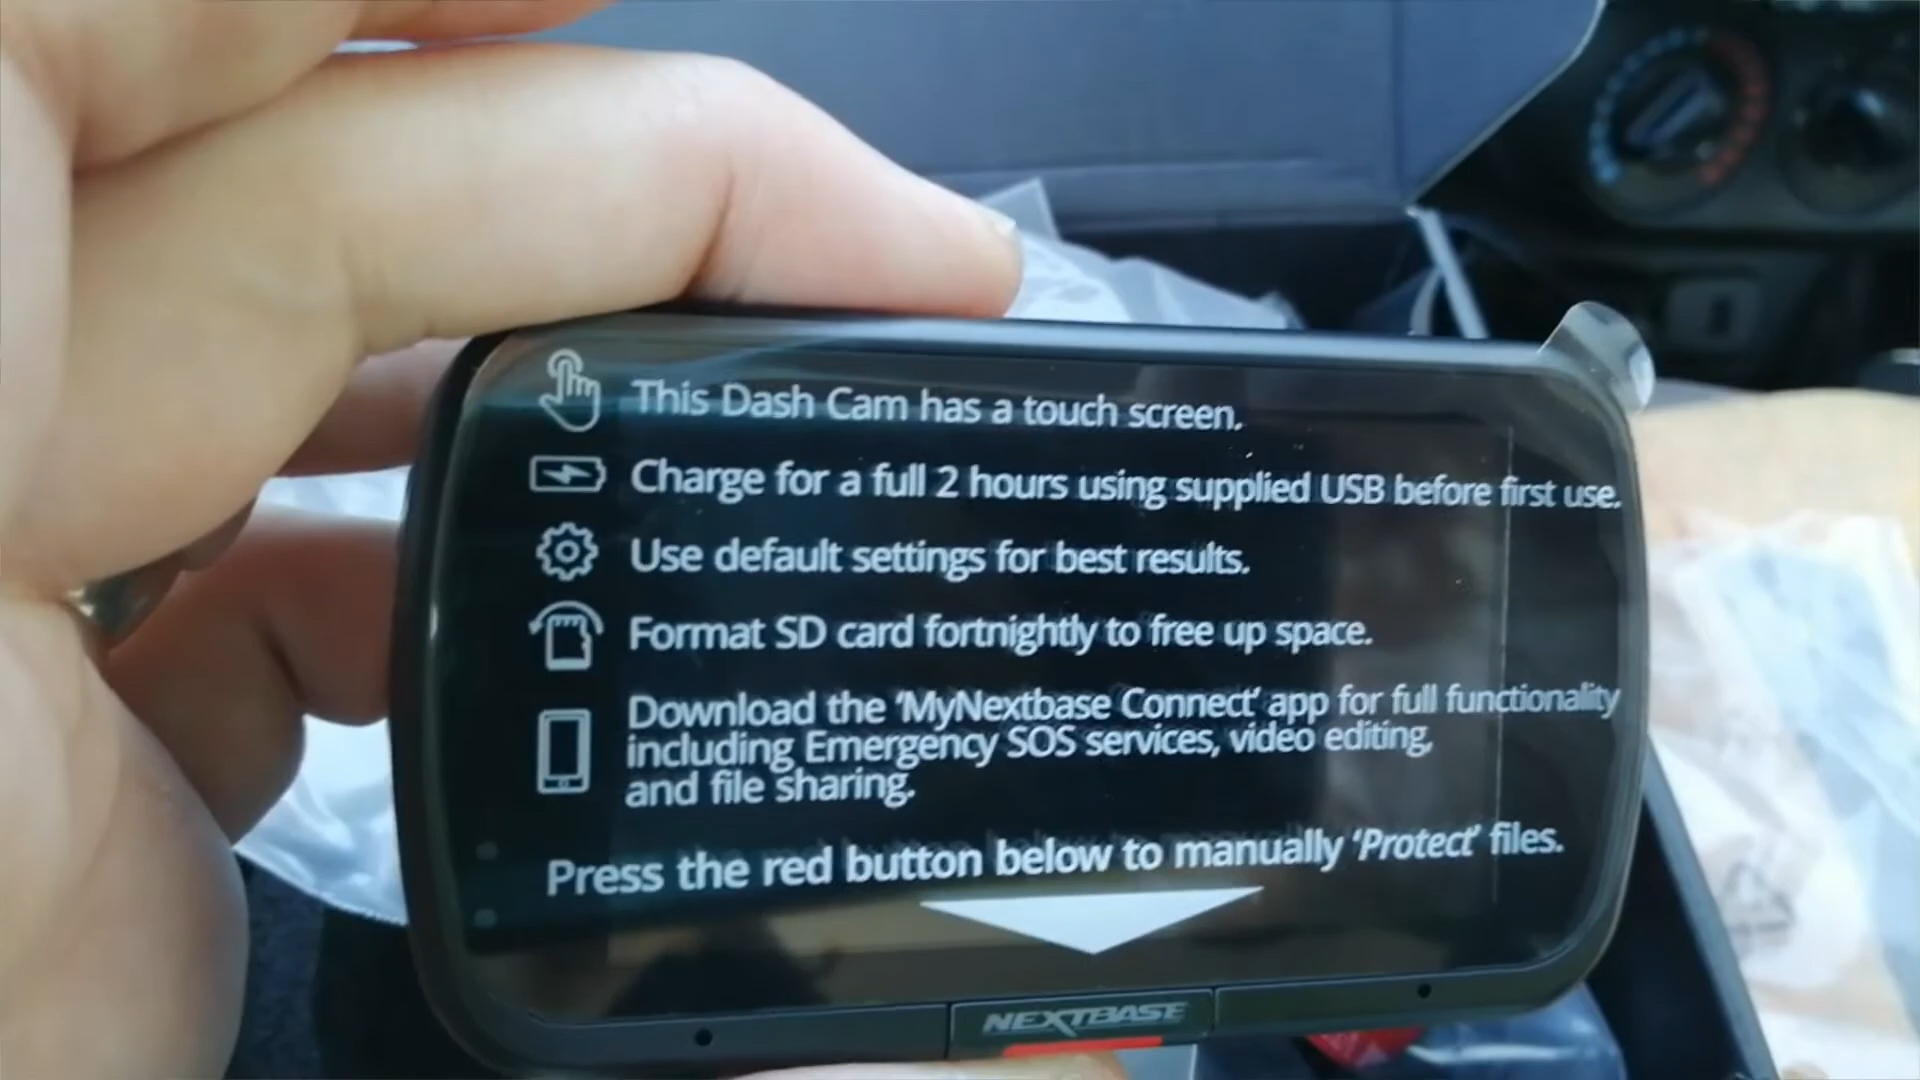 This Dash Cam has a touch screen.
Charge for a full 2 hours using supplied USB before first use.
Use default settings for best results.
Format SD card fortnightly to free up space.
Download the ‘MyNextbase Connect’ app for full functionality
including Emergency SOS services, video editing,
and file sharing.
Press the red button below to manually ‘Protect’ files.
NEXTBASE